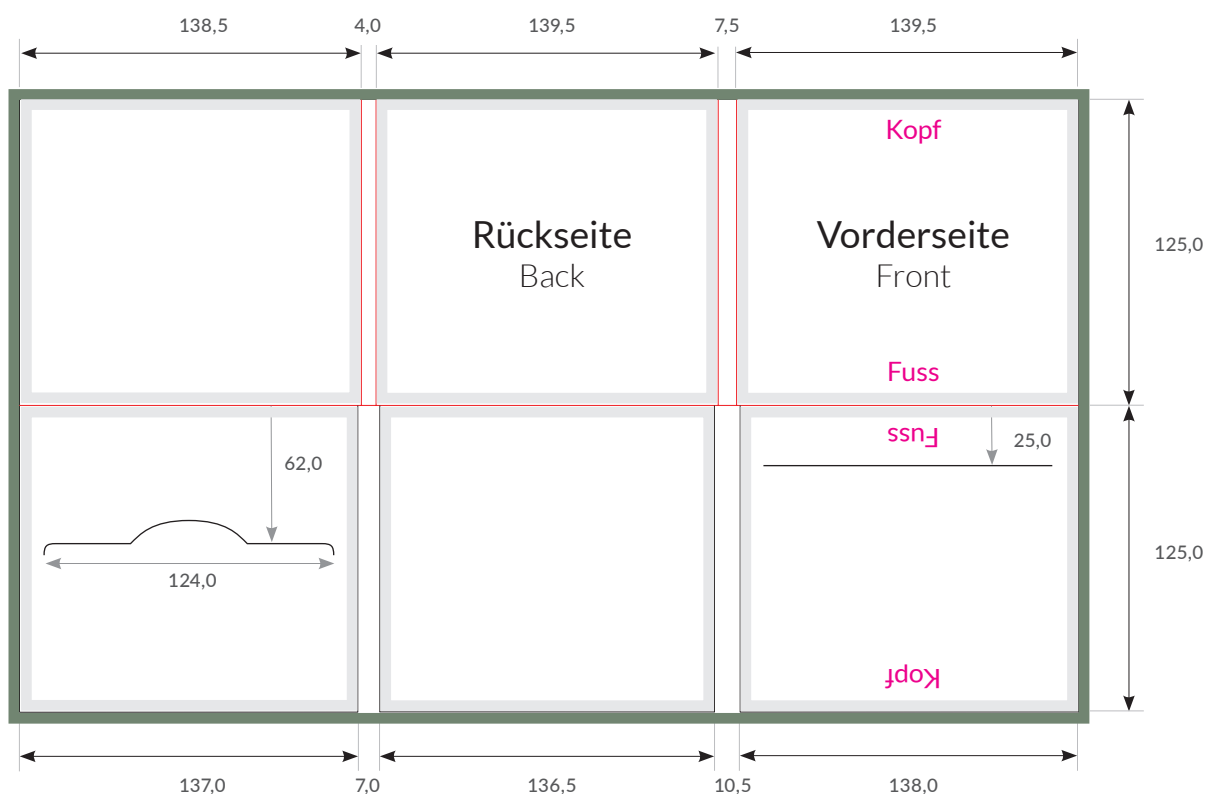 138,5
4,0
139,5
7,5
139,5
Kopf
Rückseite
Back
Vorderseite
Front
125,0
Fuss
Fuss
25,0
62,0
124,0
125,0
Kopf
137,0
7,0
136,5
10,5
138,0